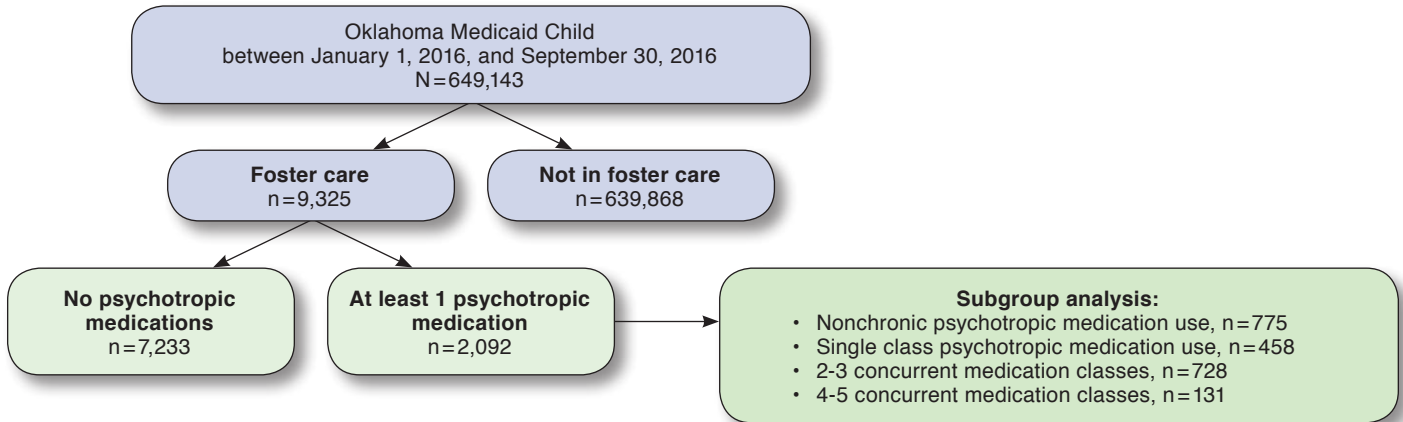 Oklahoma Medicaid Child
between January 1, 2016, and September 30, 2016
N=649,143
Foster care
n=9,325
Not in foster care
n=639,868
No psychotropic
medications
n=7,233
At least 1 psychotropic
medication
n=2,092
Subgroup analysis:
• Nonchronic psychotropic medication use, n=775
• Single class psychotropic medication use, n=458
• 2-3 concurrent medication classes, n=728
• 4-5 concurrent medication classes, n=131